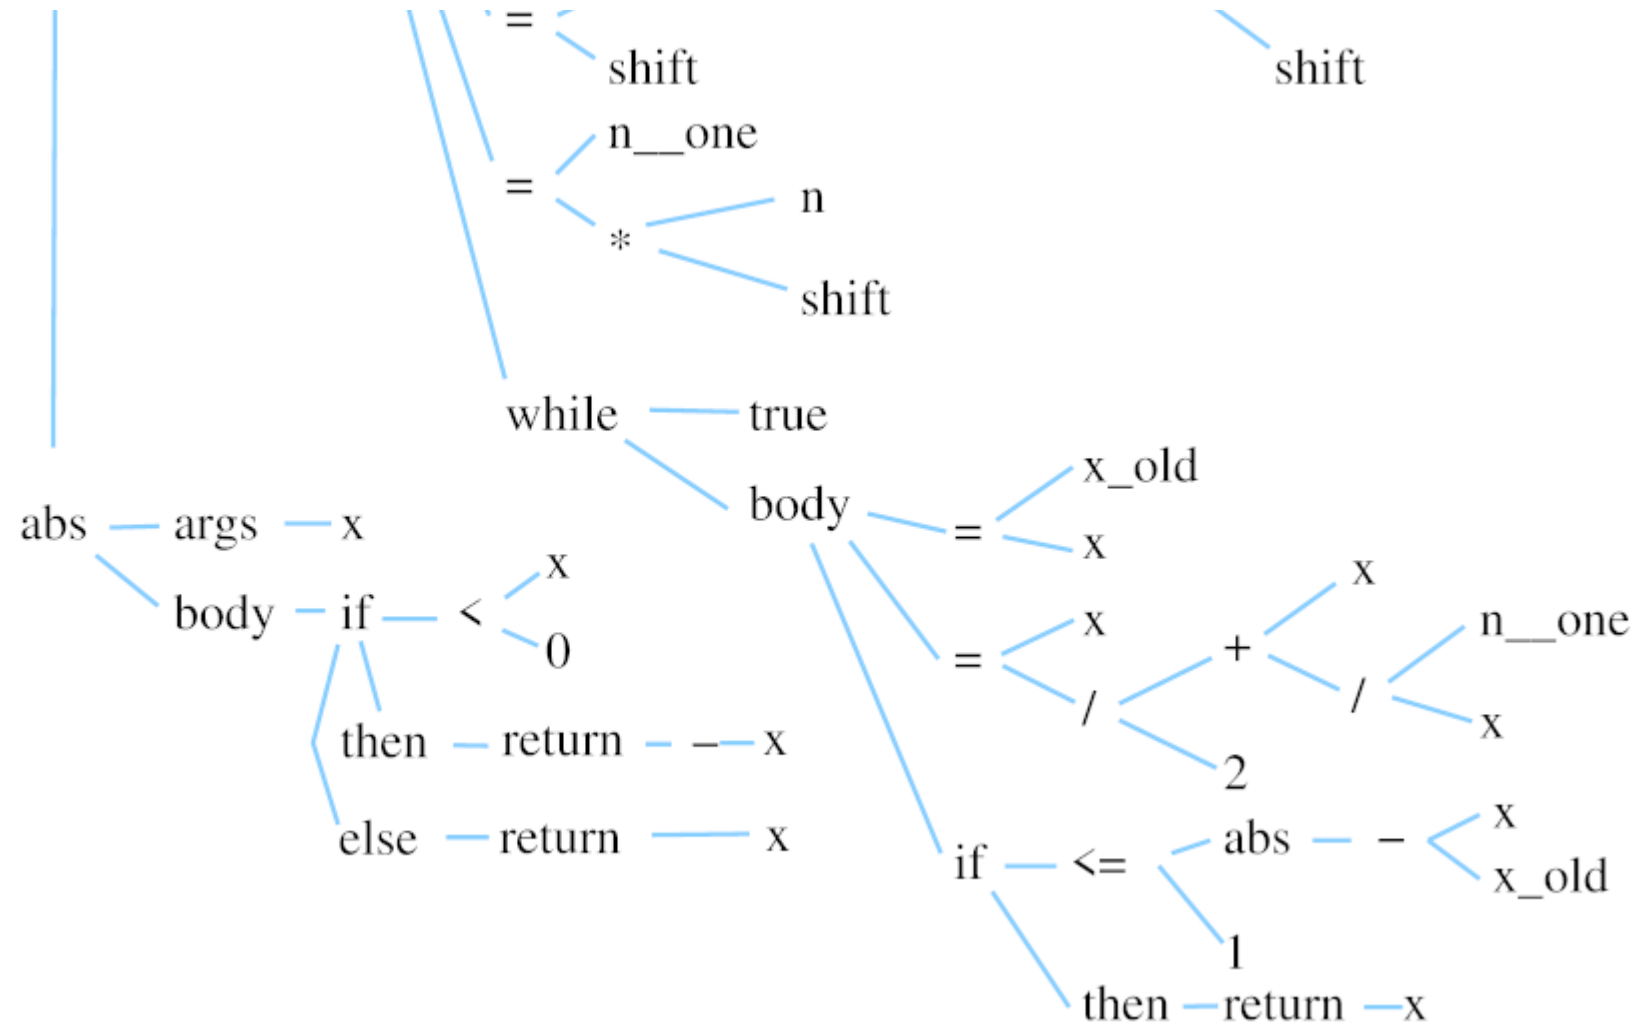 =
shift shift
n__one
=
n
*
shift
while true
x_old
body
=
abs args x
x
x
x
body if <
x
n__one
0
+
=
/
/
x
then return – x
2
x
else return x
abs –
if <=
x_old
1
then return x